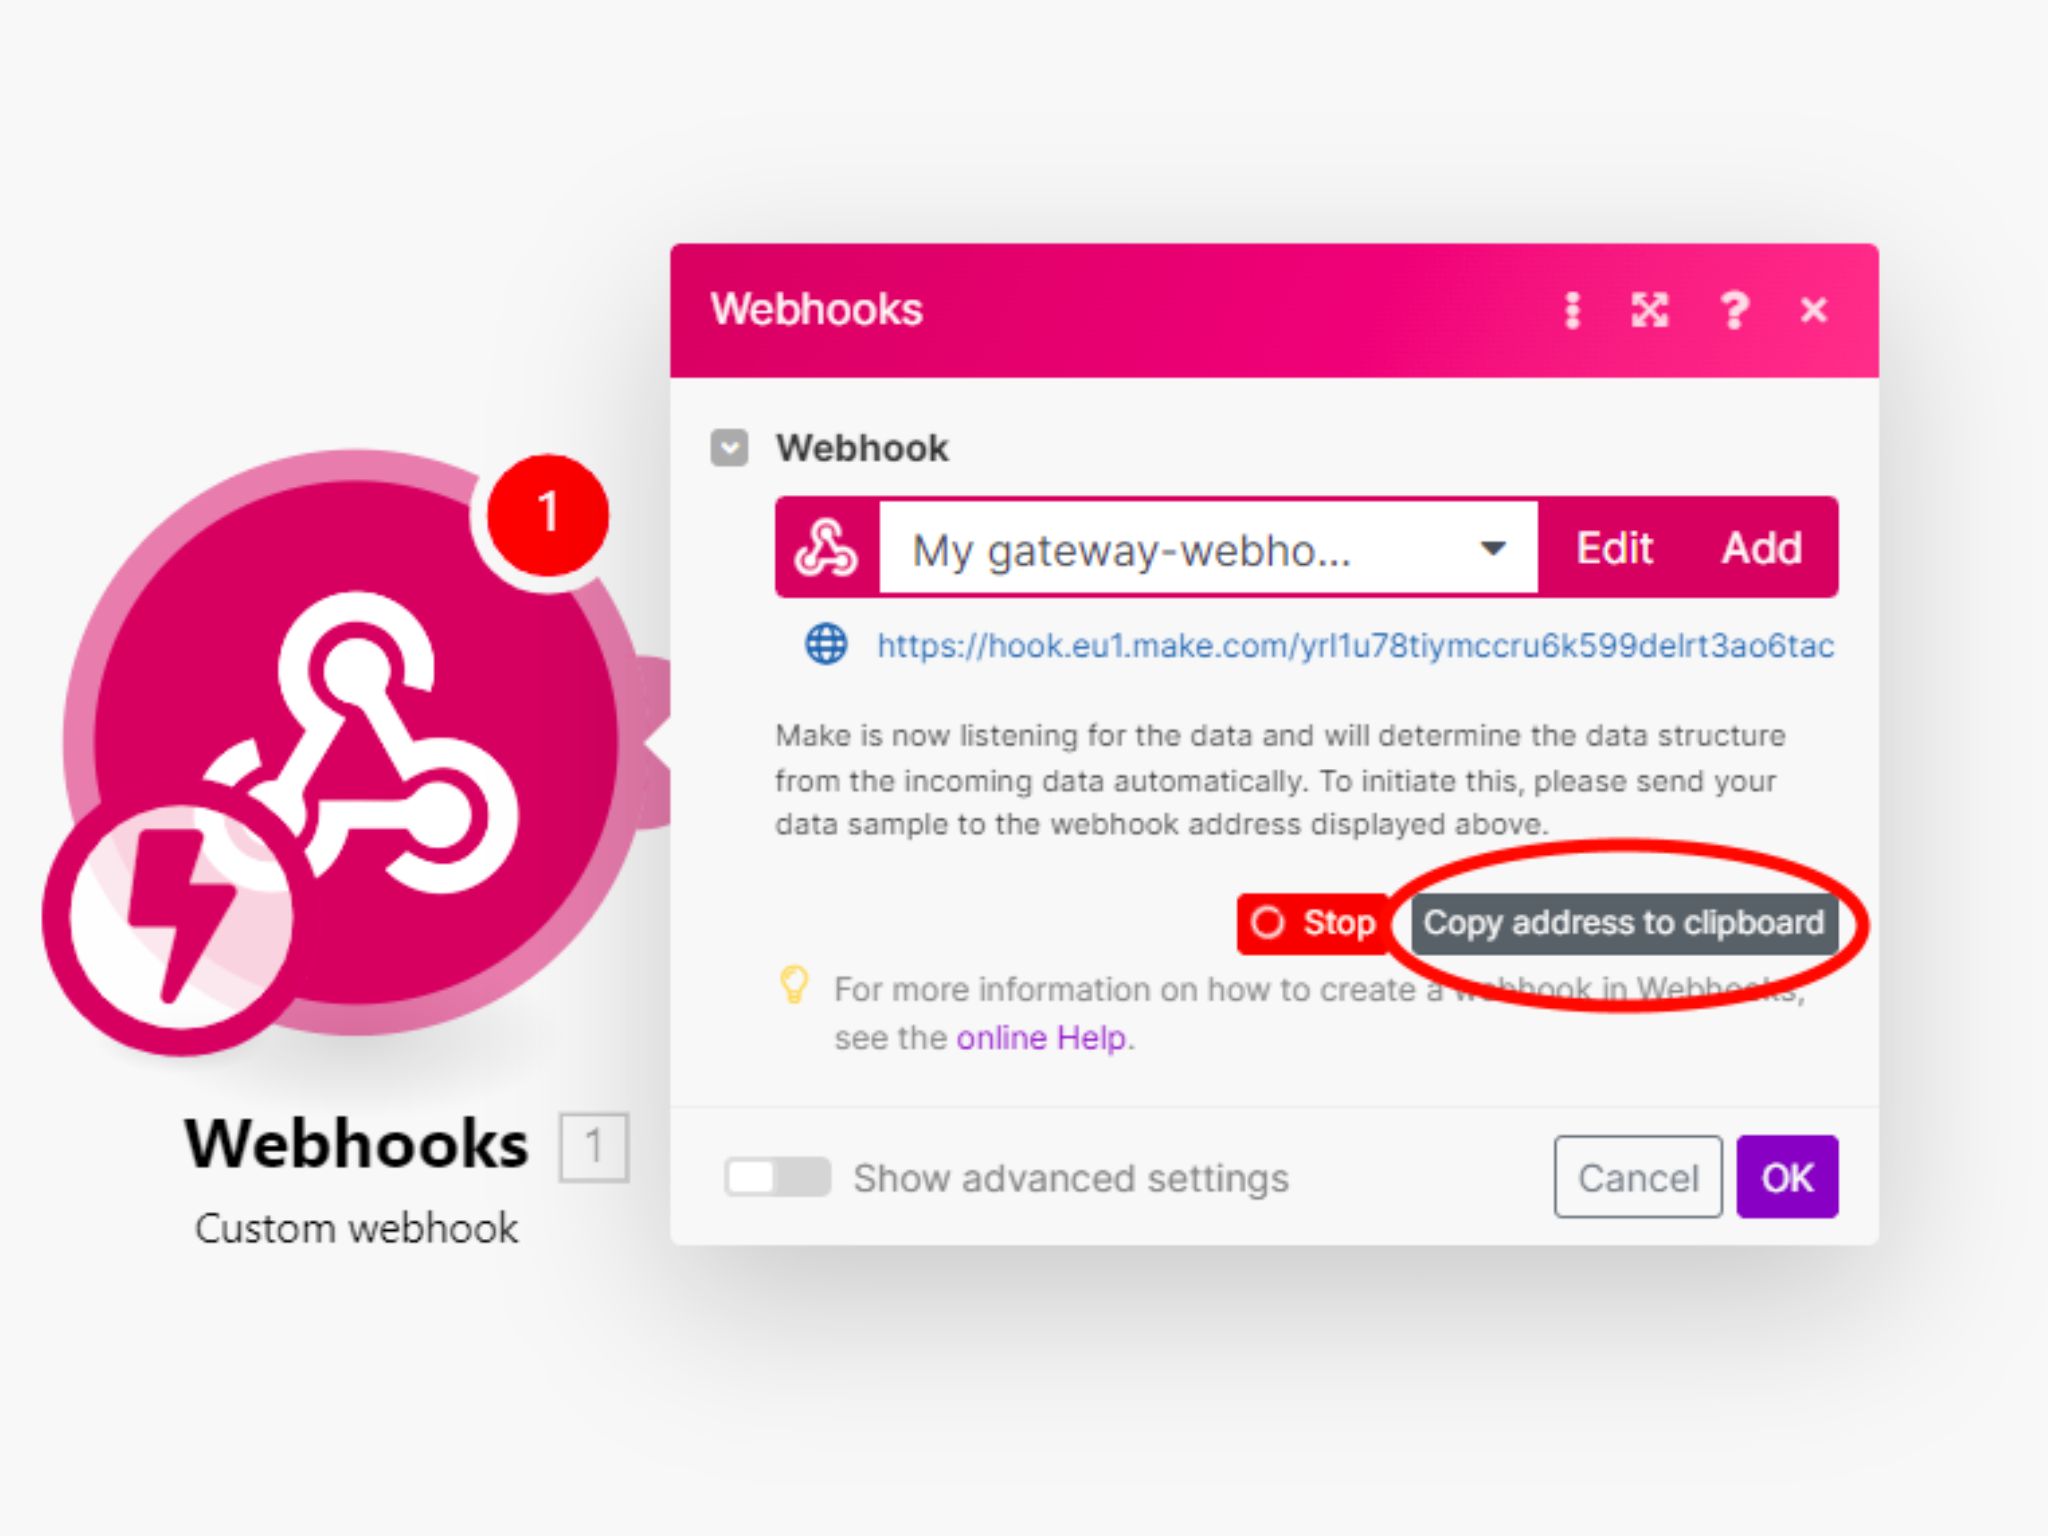 Webhooks
Webhook
My gateway-webho...
Edit
Add
https://hook.eu1.make.com/yrl1u78tiymccru6k599delrt3ao6tac
Make is now listening for the data and will determine the data structure
from the incoming data automatically. To initiate this, please send your
data sample to the webhook address displayed above.
Stop
Copy address to clipboard
For more information on how to create a webhook in Webhooks,
see the online Help.
Show advanced settings
Cancel
OK
1
Webhooks
1
Custom webhook